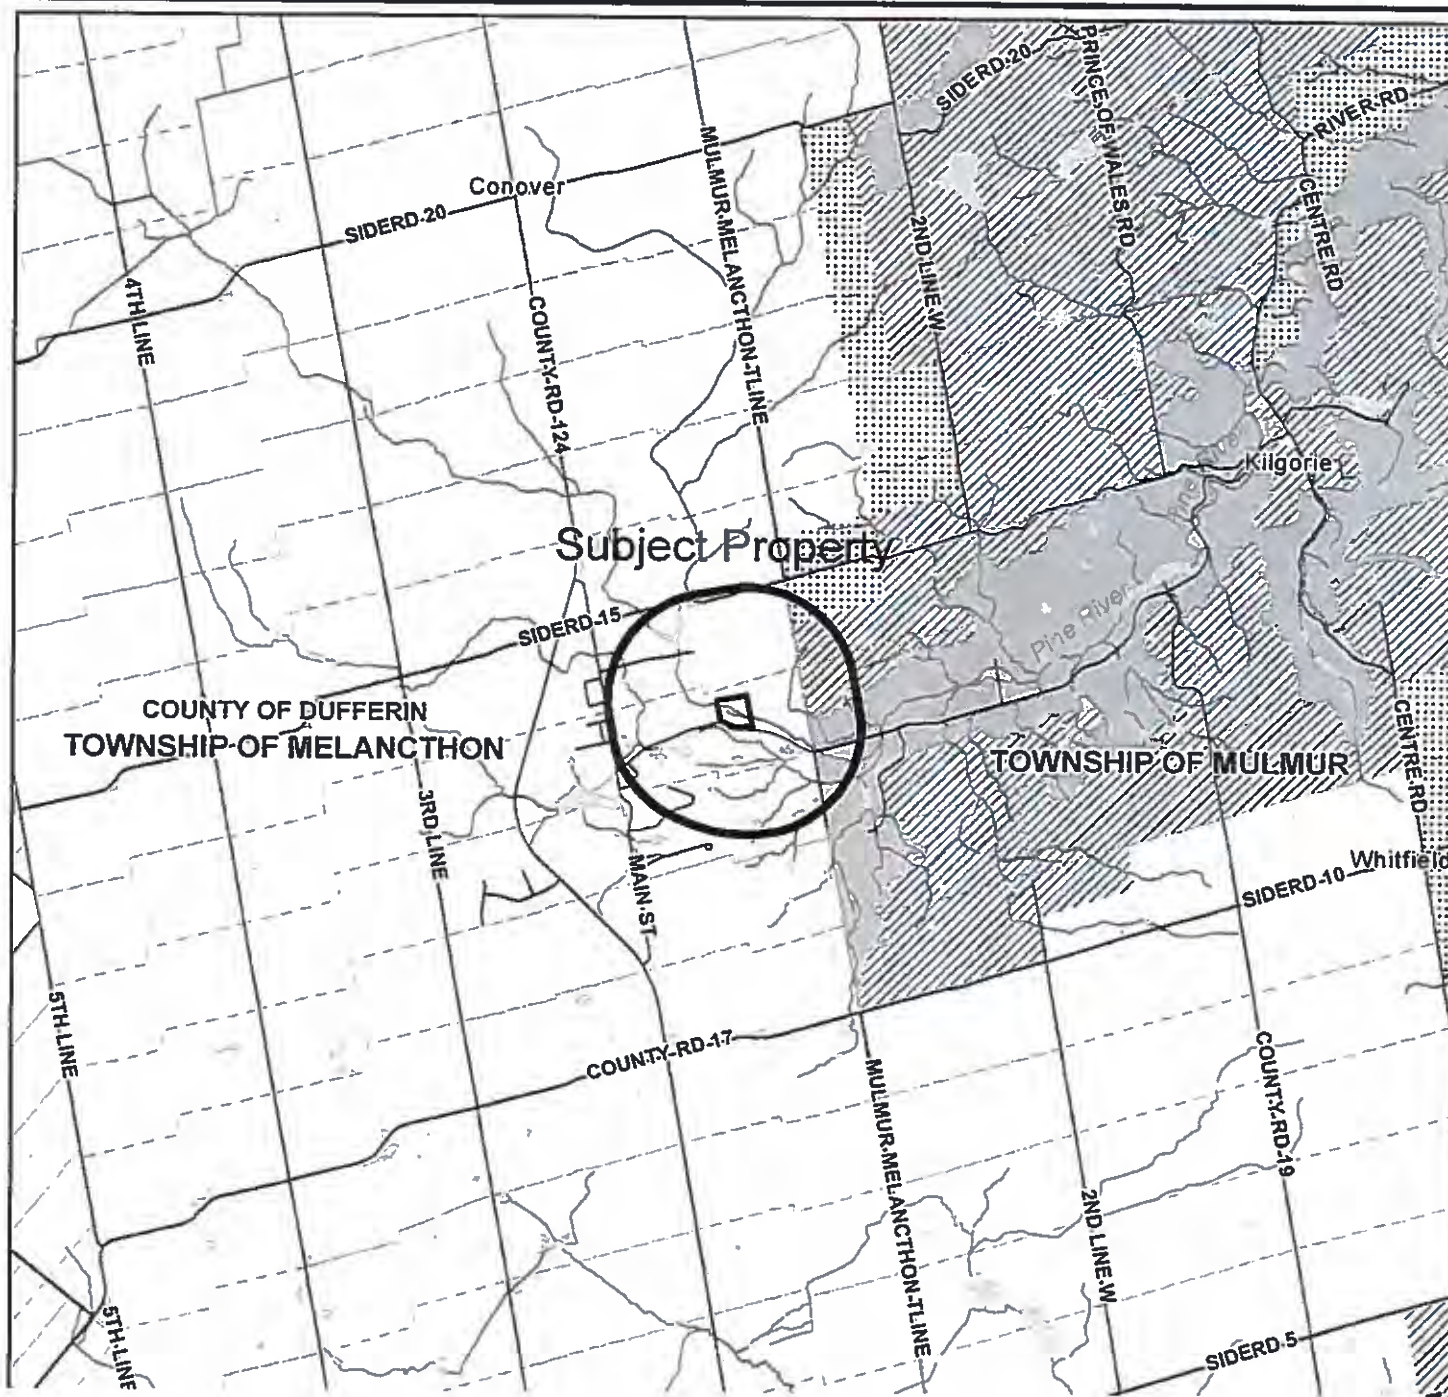 SIDERD-20
PRINCE OF WALES RD
RIVER RD
MULMUR-MELANCTHON-TLINE
Conover
SIDERD-20
CENTRE RD
2ND LINE W
4TH LINE
COUNTY-RD-124
Kilgorie
Subject Property
Pine River
SIDERD-15
COUNTY OF DUFFERIN
TOWNSHIP OF MELANCTHON
TOWNSHIP OF MULMUR
CENTRE RD
3RD LINE
MAIN ST
Whitfield
SIDERD-10
5TH LINE
COUNTY-RD-17
COUNTY-RD-19
MULMUR-MELANCTHON-TLINE
2ND LINE W
5TH-LINE
SIDERD-5